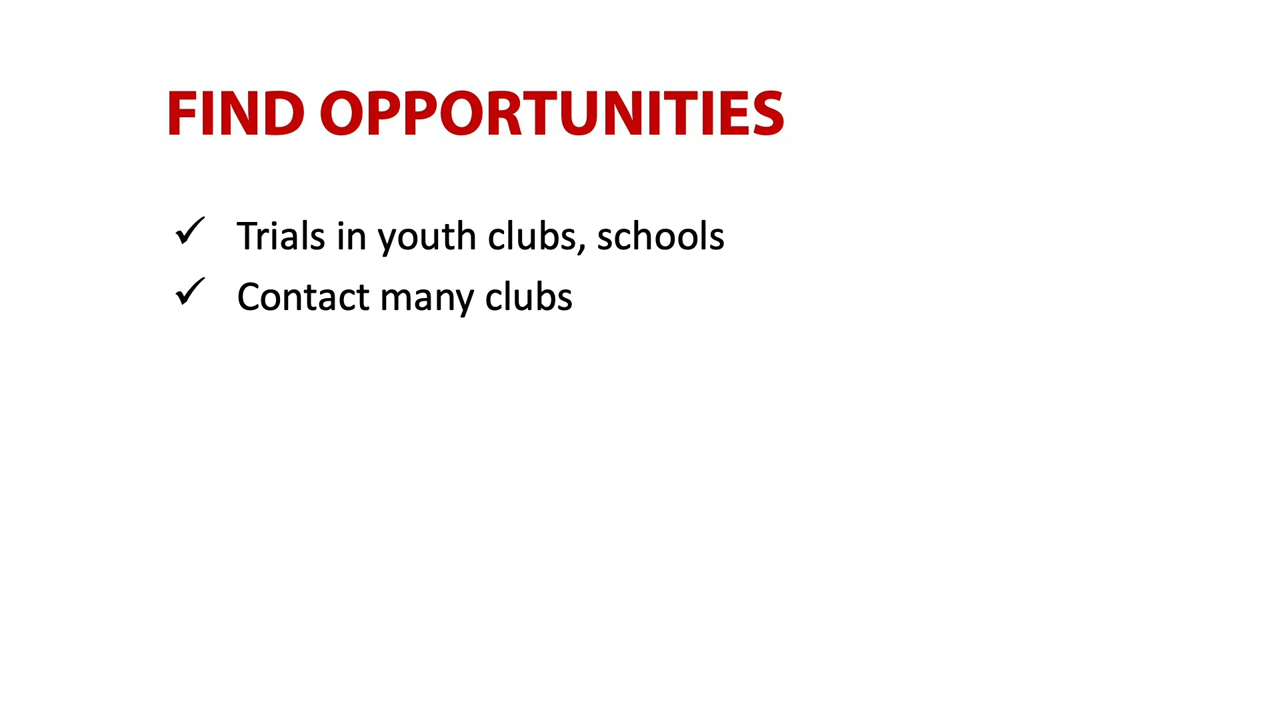 FIND OPPORTUNITIES
✓ Trials in youth clubs, schools
✓ Contact many clubs